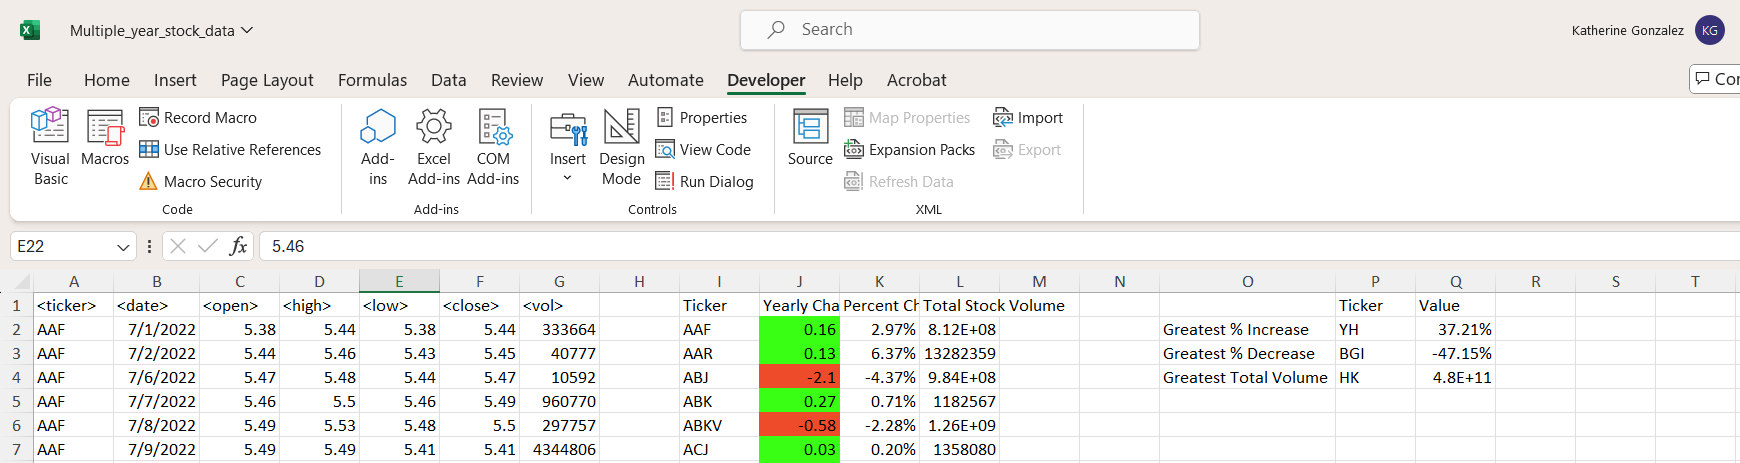 Multiple_year_stock_data
Search
Katherine Gonzalez KG
File Home Insert Page Layout Formulas Data Review View Automate Developer Help Acrobat
Visual Basic
Macros
Record Macro
Use Relative References
Macro Security
Code
Add-ins
Excel Add-ins
COM Add-ins
Add-ins
Insert
Design Mode
Properties
View Code
Run Dialog
Controls
Source
Map Properties
Expansion Packs
Refresh Data
Import
Export
XML
E22 fx 5.46
A B C D E F G H I J K L M N O P Q R S T
1 <ticker> <date> <open> <high> <low> <close> <vol> Ticker Yearly Cha Percent Ch Total Stock Volume Ticker Value
2 AAF 7/1/2022 5.38 5.44 5.38 5.44 333664 AAF 0.16 2.97% 8.12E+08 Greatest % Increase YH 37.21%
3 AAF 7/2/2022 5.44 5.46 5.43 5.45 40777 AAR 0.13 6.37% 13282359 Greatest % Decrease BGI -47.15%
4 AAF 7/6/2022 5.47 5.48 5.44 5.47 10592 ABJ -2.1 -4.37% 9.84E+08 Greatest Total Volume HK 4.8E+11
5 AAF 7/7/2022 5.46 5.5 5.46 5.49 960770 ABK 0.27 0.71% 1182567
6 AAF 7/8/2022 5.49 5.53 5.48 5.5 297757 ABKV -0.58 -2.28% 1.26E+09
7 AAF 7/9/2022 5.49 5.49 5.41 5.41 4344806 ACJ 0.03 0.20% 1358080